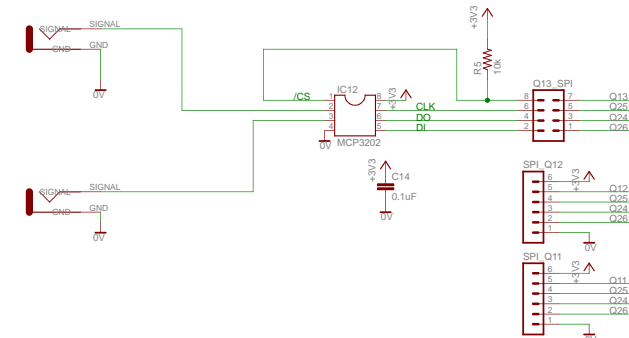 SIGNAL
SIGNAL
GND
GND
0V
+3V3
R5
10k
IC12
+3V3
/CS
1
2
3
4
8
7
6
5
CLK
DO
DI
0V
MCP3202
Q13_SPI
8
6
4
2
7
5
3
1
Q13
Q25
Q24
Q26
+3V3
C14
0.1uF
0V
SIGNAL
SIGNAL
GND
GND
0V
SPI_Q12
6
5
4
3
2
1
+3V3
Q12
Q25
Q24
Q26
0V
SPI_Q11
6
5
4
3
2
1
+3V3
Q11
Q25
Q24
Q26
0V